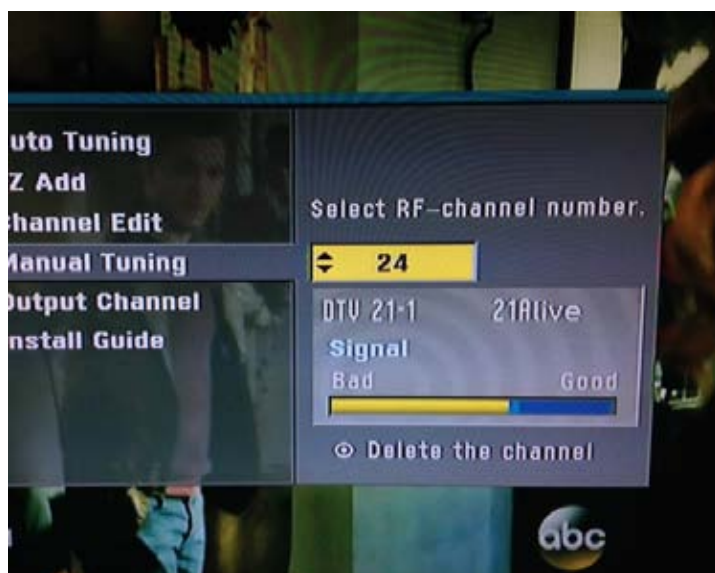 uto Tuning
Z Add
hannel Edit
Manual Tuning
Output Channel
nstall Guide
Select RF-channel number.
24
DTV 21-1 21Alive
Signal
Bad Good
Delete the channel
abc